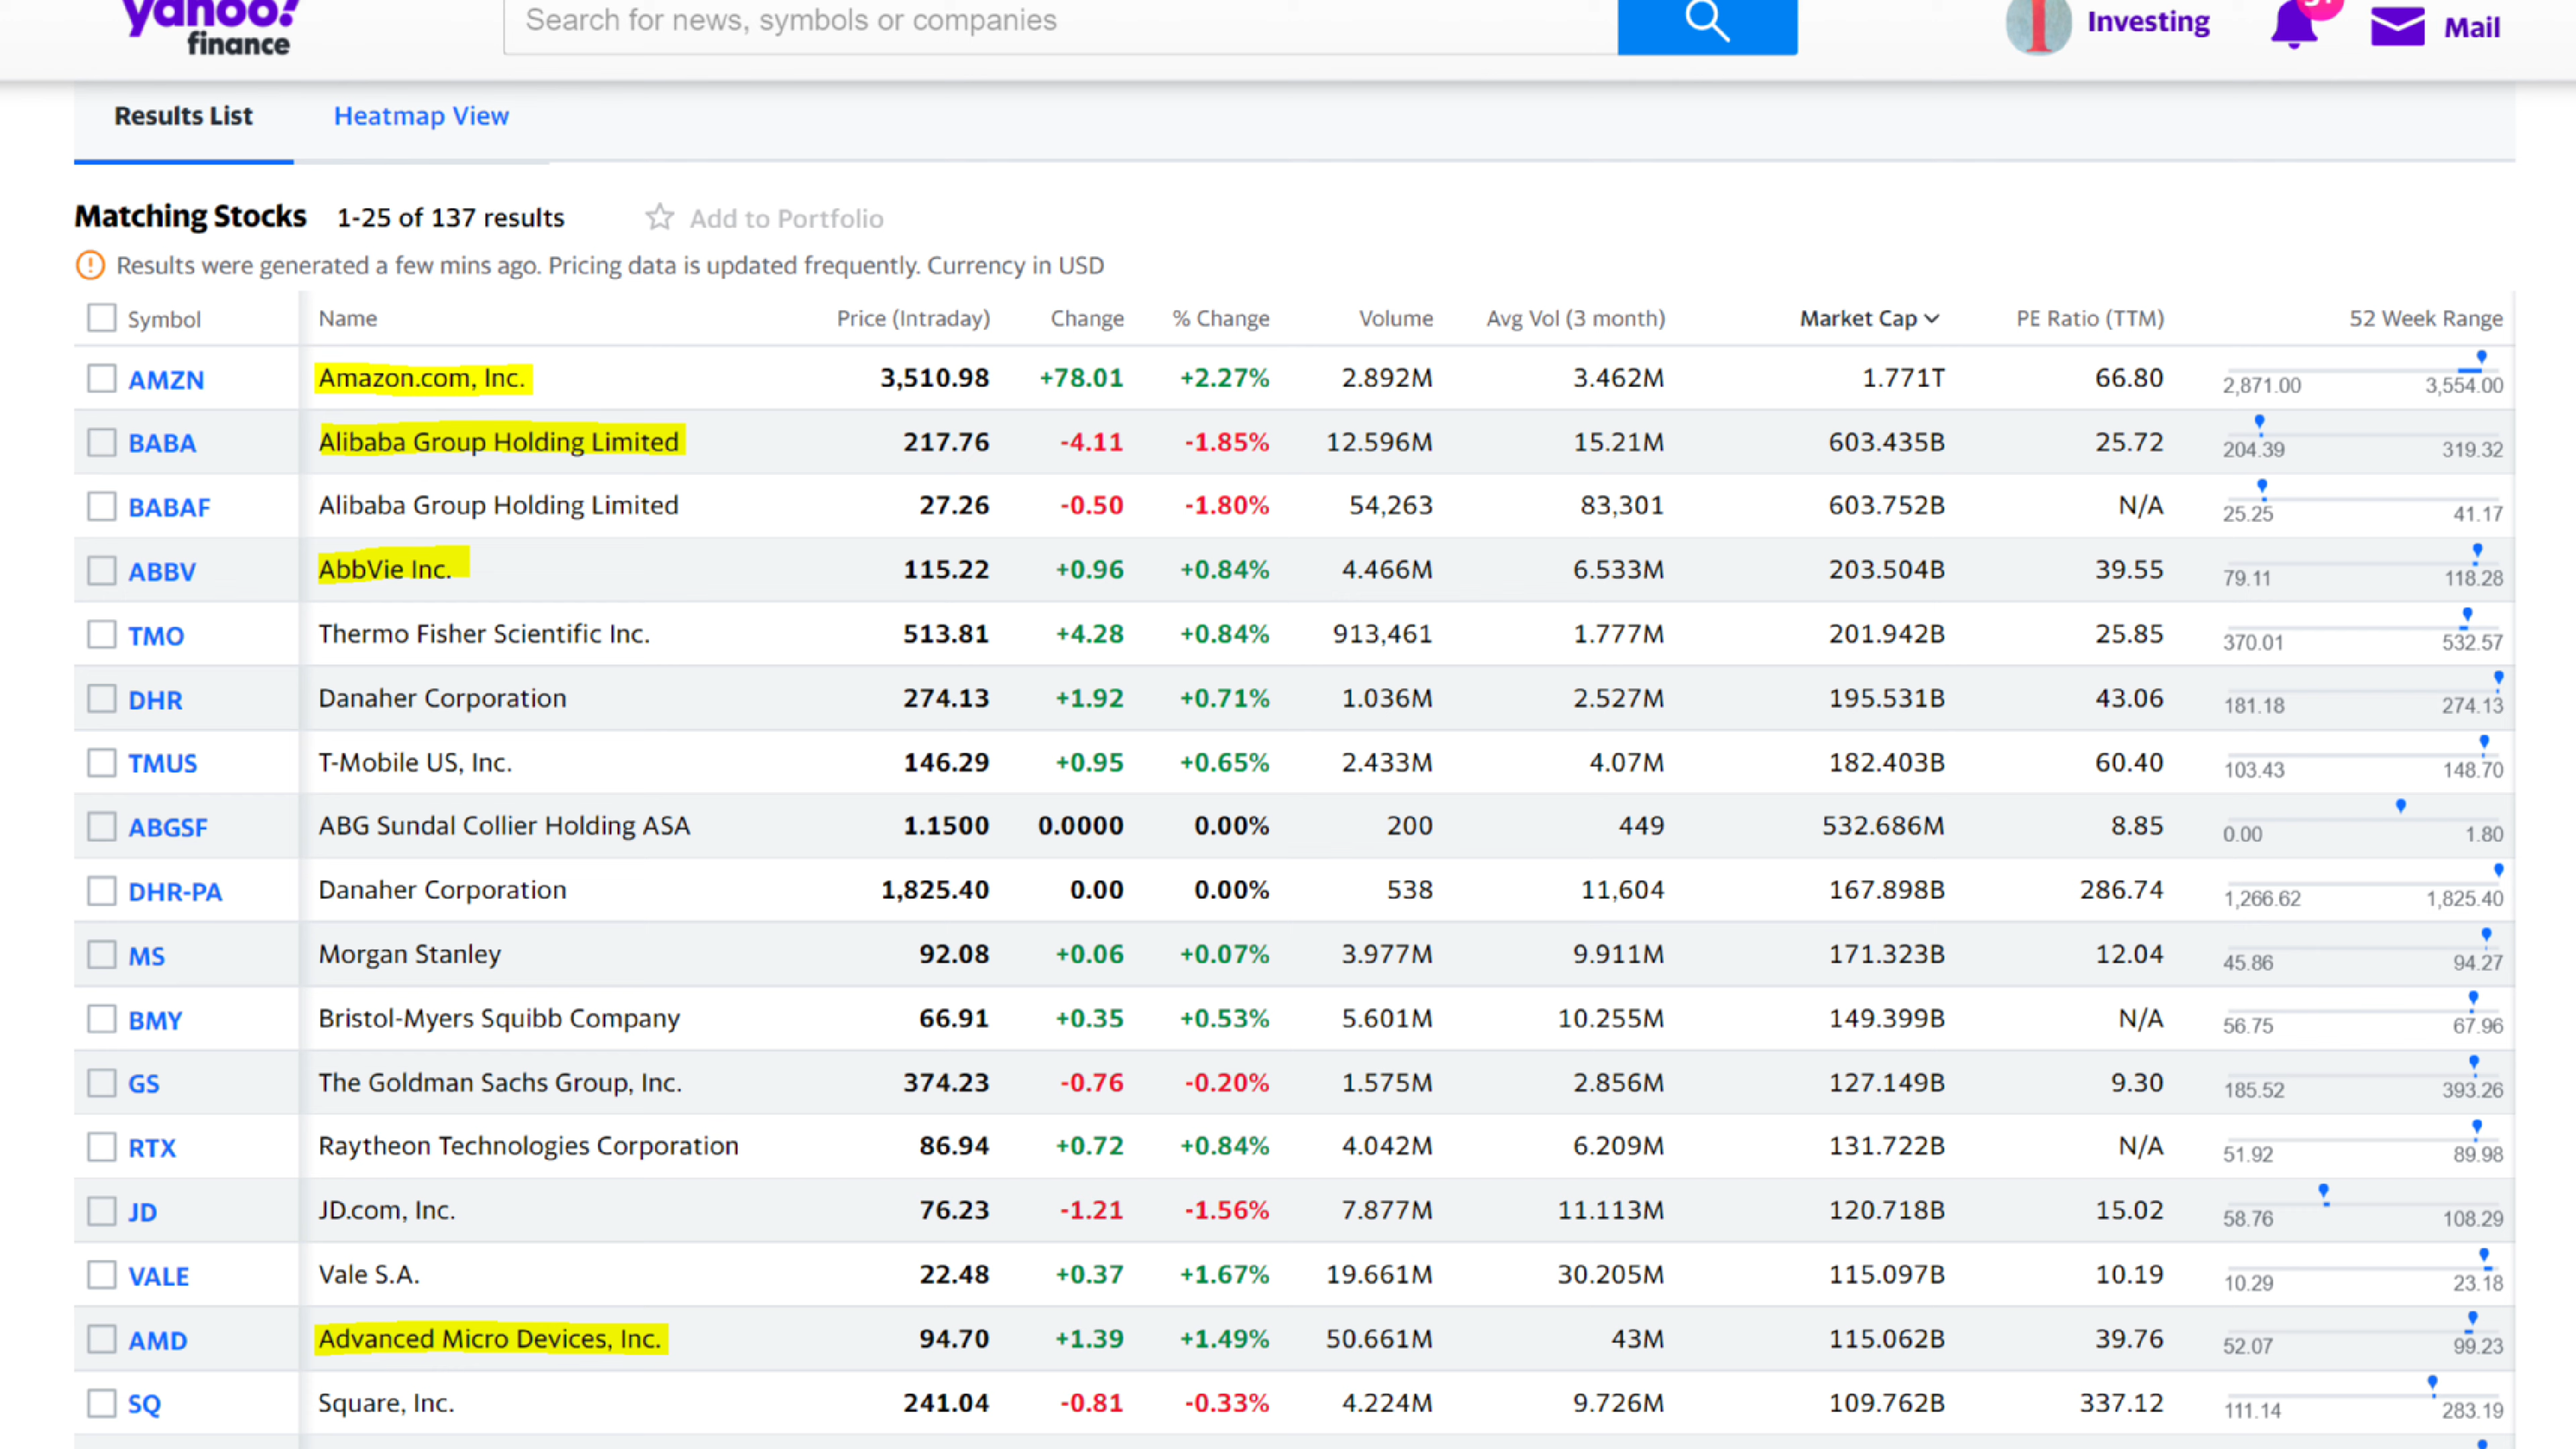 yahoo!
finance
Search for news, symbols or companies
Investing
Mail
Results List Heatmap View
Matching Stocks 1-25 of 137 results Add to Portfolio
Results were generated a few mins ago. Pricing data is updated frequently. Currency in USD
Symbol Name Price (Intraday) Change % Change Volume Avg Vol (3 month) Market Cap PE Ratio (TTM) 52 Week Range
AMZN Amazon.com, Inc. 3,510.98 +78.01 +2.27% 2.892M 3.462M 1.771T 66.80 2,871.00 3,554.00
BABA Alibaba Group Holding Limited 217.76 -4.11 -1.85% 12.596M 15.21M 603.435B 25.72 204.39 319.32
BABAF Alibaba Group Holding Limited 27.26 -0.50 -1.80% 54,263 83,301 603.752B N/A 25.25 41.17
ABBV AbbVie Inc. 115.22 +0.96 +0.84% 4.466M 6.533M 203.504B 39.55 79.11 118.28
TMO Thermo Fisher Scientific Inc. 513.81 +4.28 +0.84% 913,461 1.777M 201.942B 25.85 370.01 532.57
DHR Danaher Corporation 274.13 +1.92 +0.71% 1.036M 2.527M 195.531B 43.06 181.18 274.13
TMUS T-Mobile US, Inc. 146.29 +0.95 +0.65% 2.433M 4.07M 182.403B 60.40 103.43 148.70
ABGSF ABG Sundal Collier Holding ASA 1.1500 0.0000 0.00% 200 449 532.686M 8.85 0.00 1.80
DHR-PA Danaher Corporation 1,825.40 0.00 0.00% 538 11,604 167.898B 286.74 1,266.62 1,825.40
MS Morgan Stanley 92.08 +0.06 +0.07% 3.977M 9.911M 171.323B 12.04 45.86 94.27
BMY Bristol-Myers Squibb Company 66.91 +0.35 +0.53% 5.601M 10.255M 149.399B N/A 56.75 67.96
GS The Goldman Sachs Group, Inc. 374.23 -0.76 -0.20% 1.575M 2.856M 127.149B 9.30 185.52 393.26
RTX Raytheon Technologies Corporation 86.94 +0.72 +0.84% 4.042M 6.209M 131.722B N/A 51.92 89.98
JD JD.com, Inc. 76.23 -1.21 -1.56% 7.877M 11.113M 120.718B 15.02 58.76 108.29
VALE Vale S.A. 22.48 +0.37 +1.67% 19.661M 30.205M 115.097B 10.19 10.29 23.18
AMD Advanced Micro Devices, Inc. 94.70 +1.39 +1.49% 50.661M 43M 115.062B 39.76 52.07 99.23
SQ Square, Inc. 241.04 -0.81 -0.33% 4.224M 9.726M 109.762B 337.12 111.14 283.19